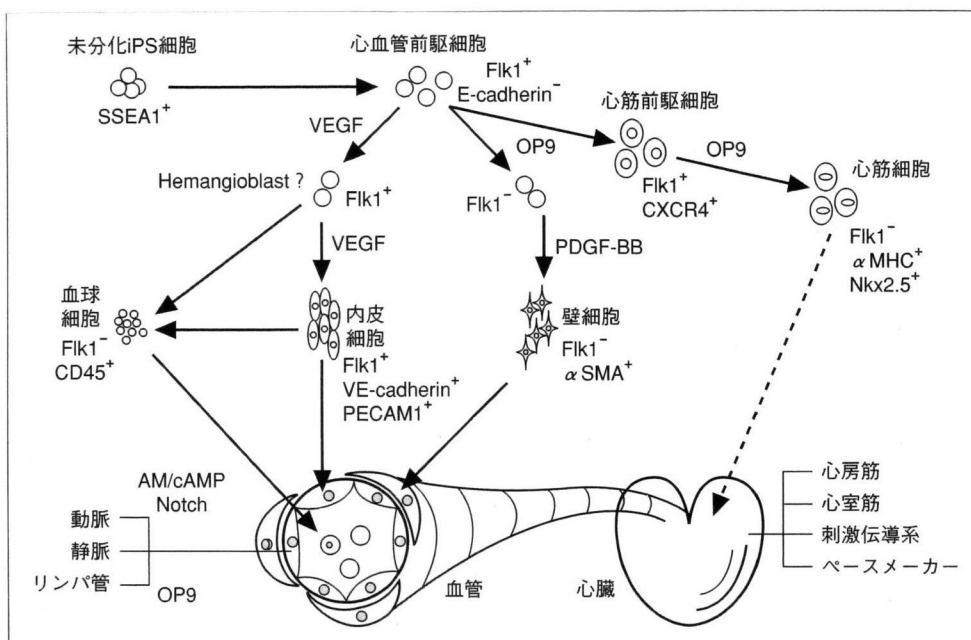 未分化iPS細胞
SSEA1⁺
心血管前駆細胞
Flk1⁺
E-cadherin⁻
VEGF
OP9
心筋前駆細胞
Flk1⁺
CXCR4⁺
OP9
心筋細胞
Flk1⁻
αMHC⁺
Nkx2.5⁺
Hemangioblast ?
Flk1⁺
Flk1⁻
VEGF
PDGF-BB
血球
細胞
Flk1⁻
CD45⁺
内皮
細胞
Flk1⁺
VE-cadherin⁺
PECAM1⁺
壁細胞
Flk1⁻
αSMA⁺
AM/cAMP
Notch
動脈
静脈
リンパ管
OP9
血管
心臓
心房筋
心室筋
刺激伝導系
ペースメーカー